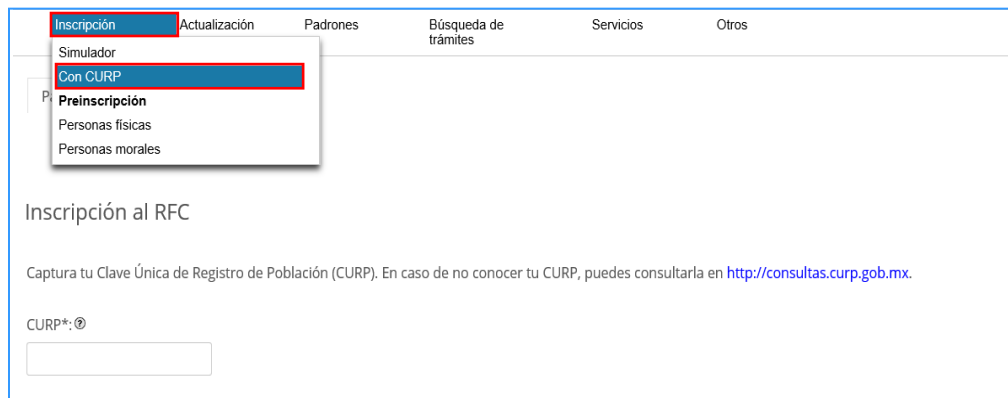 Inscripción Actualización Padrones Búsqueda de trámites Servicios Otros
Simulador
Con CURP
Preinscripción
Personas físicas
Personas morales
Inscripción al RFC
Captura tu Clave Única de Registro de Población (CURP). En caso de no conocer tu CURP, puedes consultarla en http://consultas.curp.gob.mx.
CURP*: